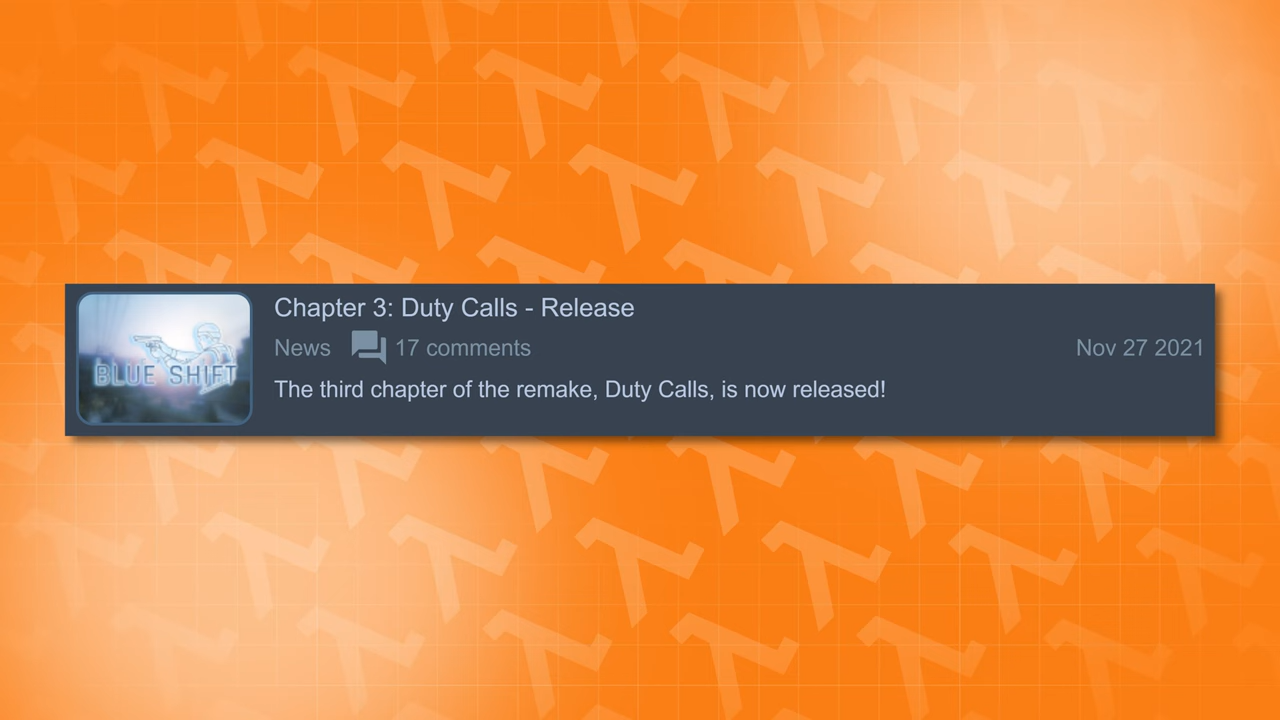 BLUE SHIFT
Chapter 3: Duty Calls - Release
News 17 comments Nov 27 2021
The third chapter of the remake, Duty Calls, is now released!